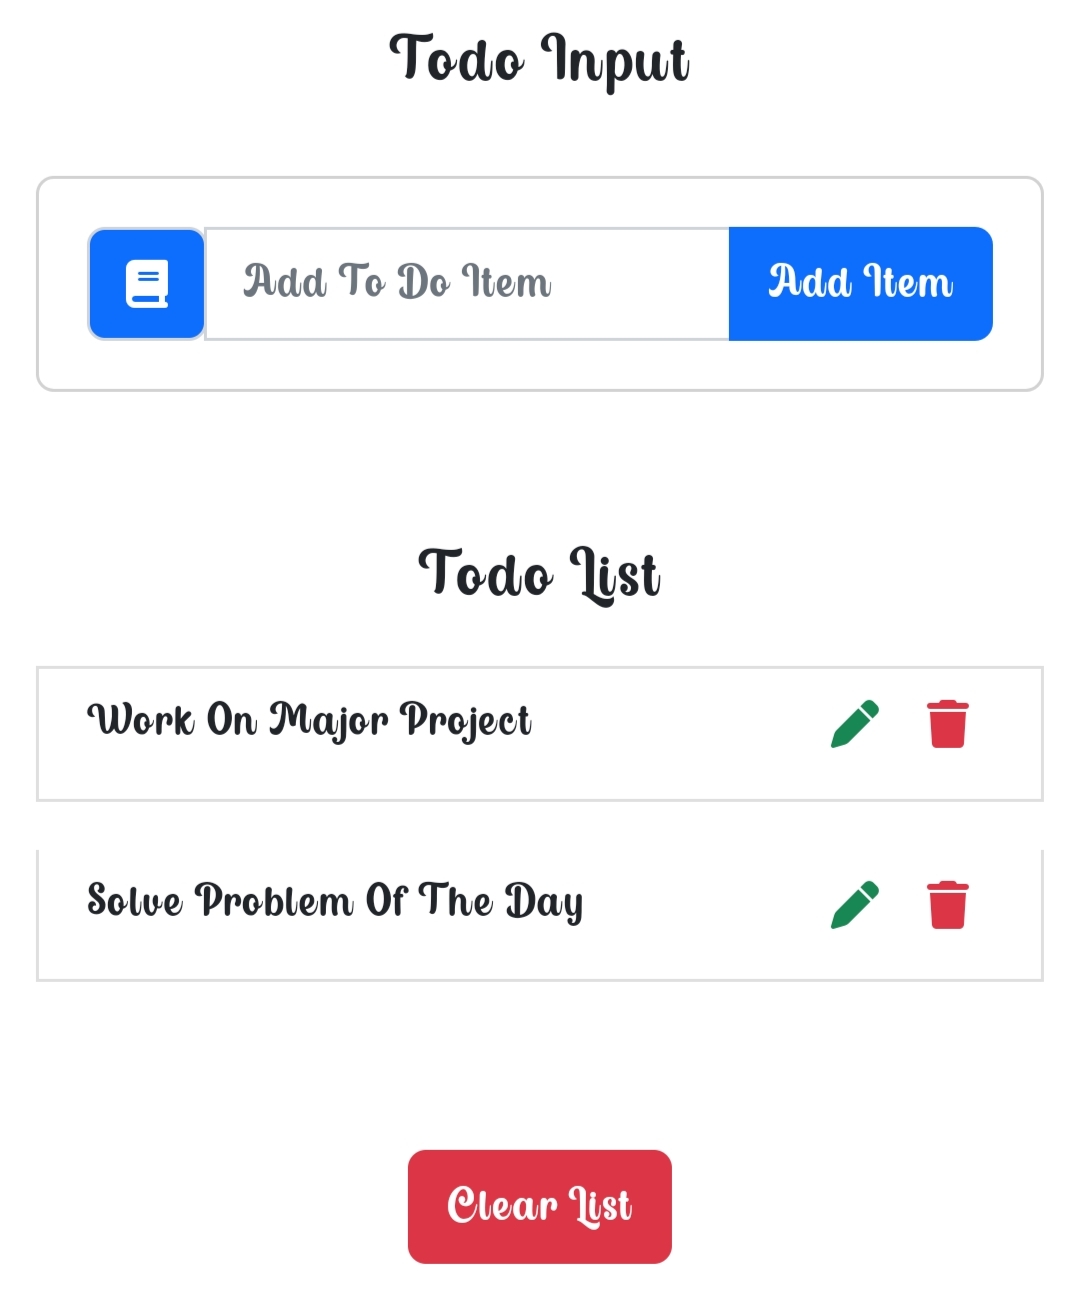 Todo Input
Add To Do Item
Add Item
Todo List
Work On Major Project
Solve Problem Of The Day
Clear List